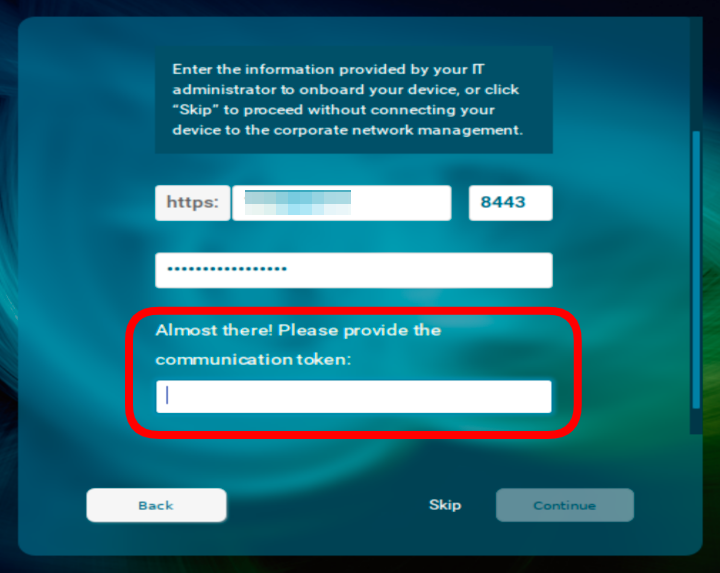 Enter the information provided by your IT
administrator to onboard your device, or click
“Skip” to proceed without connecting your
device to the corporate network management.
https: 8443
•••••••••••••••••
Almost there! Please provide the
communication token:
Back Skip Continue